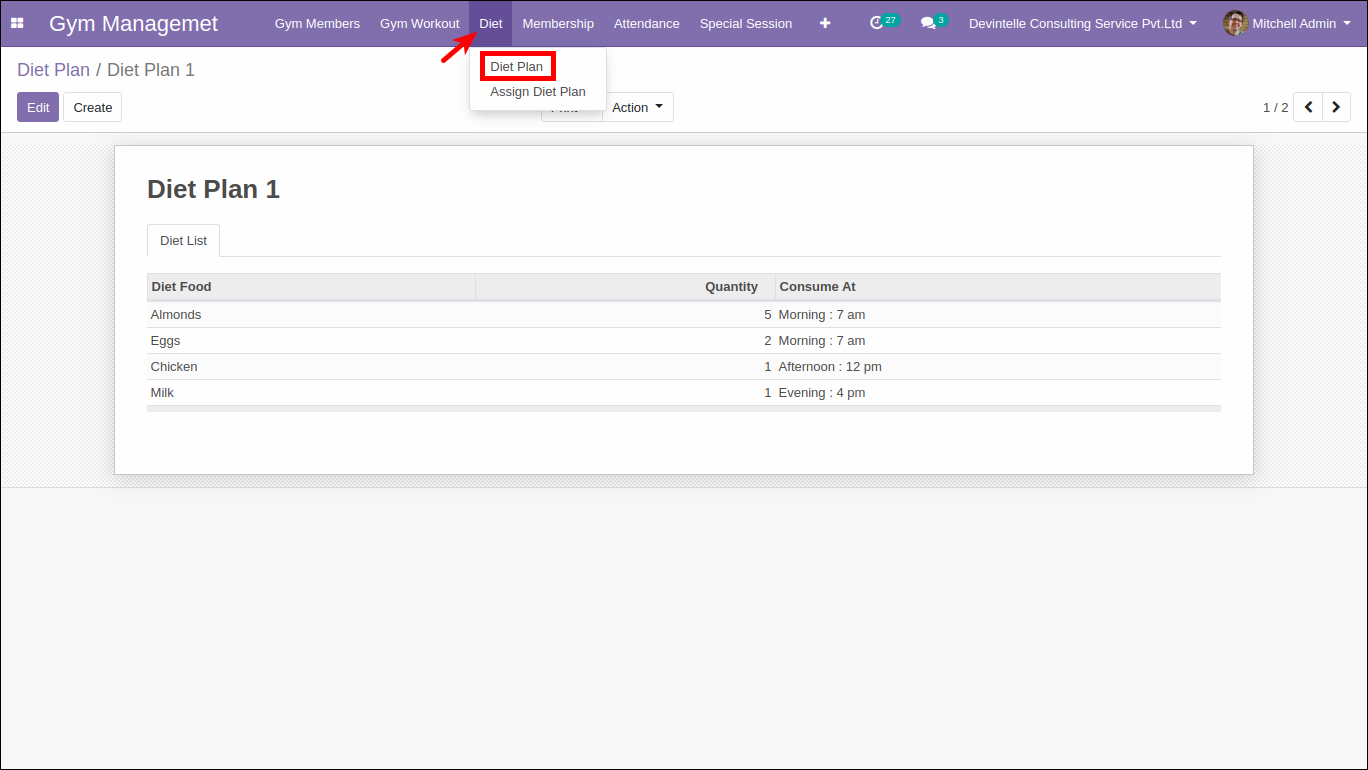 Gym Managemet Gym Members Gym Workout Diet Membership Attendance Special Session 27 3 Devintelle Consulting Service Pvt.Ltd Mitchell Admin
Diet Plan / Diet Plan 1
Diet Plan
Assign Diet Plan
Edit Create Action 1 / 2
Diet Plan 1
Diet List
Diet Food Quantity Consume At
Almonds 5 Morning : 7 am
Eggs 2 Morning : 7 am
Chicken 1 Afternoon : 12 pm
Milk 1 Evening : 4 pm